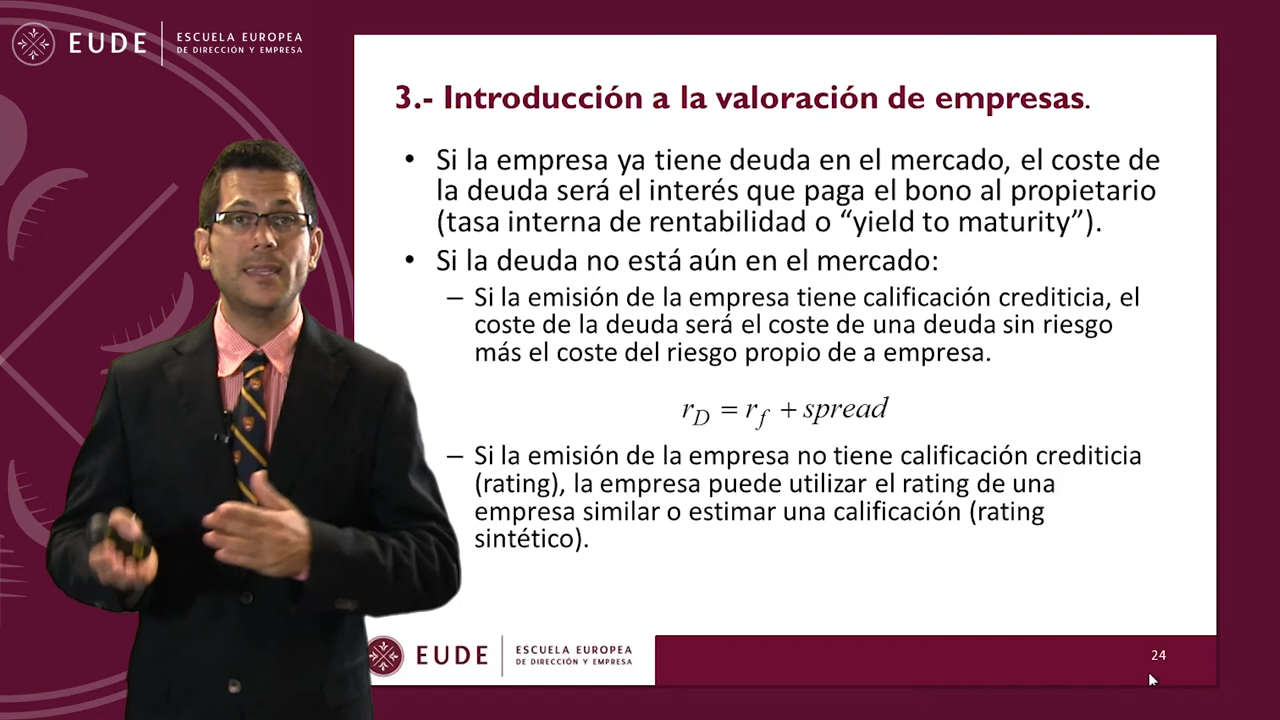 EUDE
ESCUELA EUROPEA
DE DIRECCIÓN Y EMPRESA
3.- Introducción a la valoración de empresas.
• Si la empresa ya tiene deuda en el mercado, el coste de
la deuda será el interés que paga el bono al propietario
(tasa interna de rentabilidad o “yield to maturity”).
• Si la deuda no está aún en el mercado:
– Si la emisión de la empresa tiene calificación crediticia, el
coste de la deuda será el coste de una deuda sin riesgo
más el coste del riesgo propio de a empresa.
r_D = r_f + spread
– Si la emisión de la empresa no tiene calificación crediticia
(rating), la empresa puede utilizar el rating de una
empresa similar o estimar una calificación (rating
sintético).
EUDE
ESCUELA EUROPEA
DE DIRECCIÓN Y EMPRESA
24